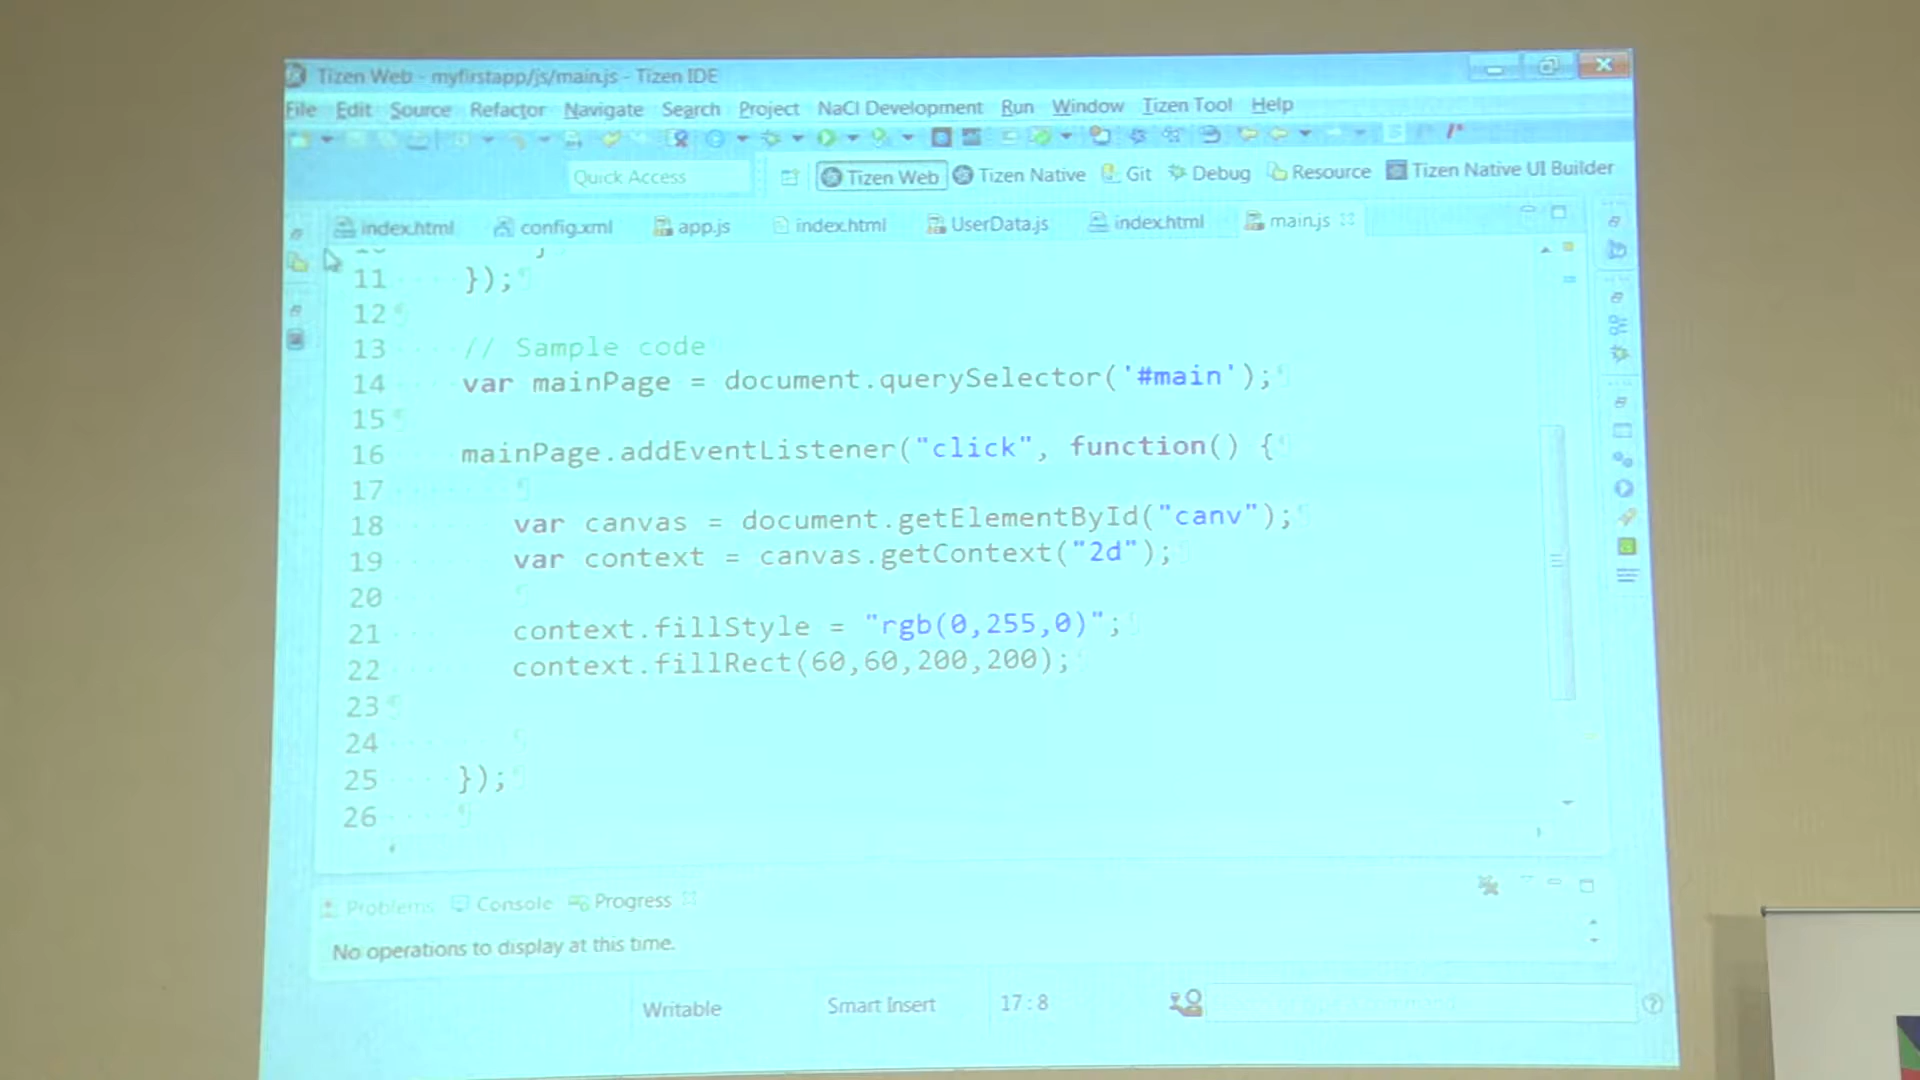 Tizen Web - myfirstapp/js/main.js - Tizen IDE
File Edit Source Refactor Navigate Search Project NaCl Development Run Window Tizen Tool Help
Quick Access Tizen Web Tizen Native Git Debug Resource Tizen Native UI Builder
index.html config.xml app.js index.html UserData.js index.html main.js
11 });
12
13 // Sample code
14 var mainPage = document.querySelector('#main');
15
16 mainPage.addEventListener("click", function() {
17
18 var canvas = document.getElementById("canv");
19 var context = canvas.getContext("2d");
20
21 context.fillStyle = "rgb(0,255,0)";
22 context.fillRect(60,60,200,200);
23
24
25 });
26
Problems Console Progress
No operations to display at this time.
Writable Smart Insert 17:8